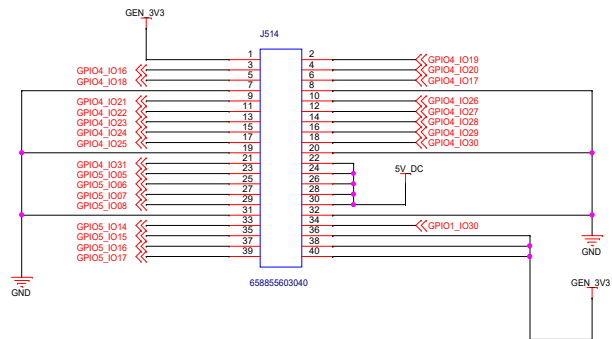 GEN_3V3
J514
1 2
3 4
5 6
7 8
9 10
11 12
13 14
15 16
17 18
19 20
21 22
23 24
25 26
27 28
29 30
31 32
33 34
35 36
37 38
39 40
GPIO4_IO16
GPIO4_IO18
GPIO4_IO21
GPIO4_IO22
GPIO4_IO23
GPIO4_IO24
GPIO4_IO25
GPIO4_IO31
GPIO5_IO05
GPIO5_IO06
GPIO5_IO07
GPIO5_IO08
GPIO5_IO14
GPIO5_IO15
GPIO5_IO16
GPIO5_IO17
GPIO4_IO19
GPIO4_IO20
GPIO4_IO17
GPIO4_IO26
GPIO4_IO27
GPIO4_IO28
GPIO4_IO29
GPIO4_IO30
5V_DC
GPIO1_IO30
GND
GND
658855603040
GEN_3V3